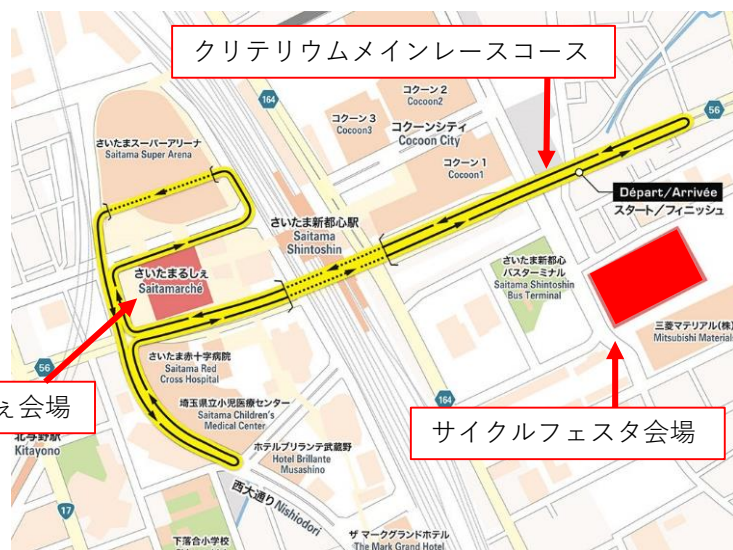 クリテリウムメインレースコース
164
コクーン2
Cocoon2
コクーン3
Cocoon3
コクーンシティ
Cocoon City
56
さいたまスーパーアリーナ
Saitama Super Arena
コクーン1
Cocoon1
Départ/Arrivée
スタート/フィニッシュ
さいたま新都心駅
Saitama
Shintoshin
さいたまるしぇ
Saitamarché
さいたま新都心
バスターミナル
Saitama Shintoshin
Bus Terminal
三菱マテリアル(株)
Mitsubishi Materials
56
さいたま赤十字病院
Saitama Red
Cross Hospital
ぇ会場
埼玉県立小児医療センター
Saitama Children's
Medical Center
164
サイクルフェスタ会場
北与野駅
Kitayono
ホテルブリランテ武蔵野
Hotel Brillante
Musashino
西大通り Nishiodori
17
下落合小学校
ザ マークグランドホテル
The Mark Grand Hotel